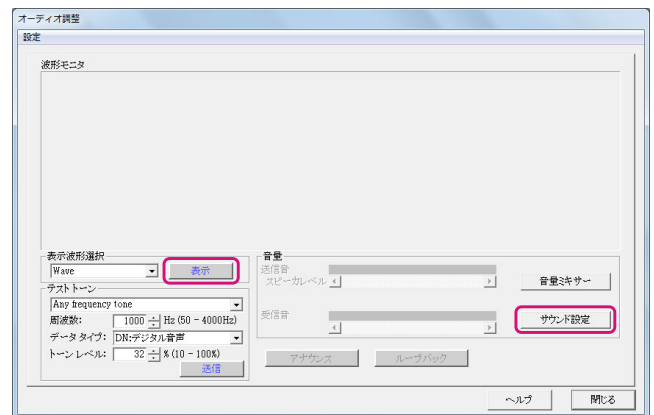 オーディオ調整
設定
波形モニタ
表示波形選択
Wave
表示
テストトーン
Any frequency tone
周波数: 1000 Hz (50 - 4000Hz)
データタイプ: DN:デジタル音声
トーンレベル: 32 % (10 - 100%)
送信
音量
送信音
スピーカレベル
受信音
音量ミキサー
サウンド設定
アナウンス
ループバック
ヘルプ
閉じる